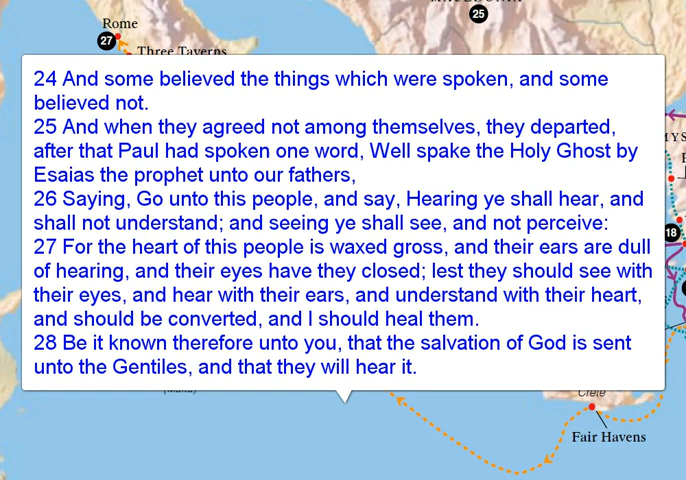 MACEDONIA
25
Rome
27
Three Taverns
24 And some believed the things which were spoken, and some
believed not.
25 And when they agreed not among themselves, they departed,
after that Paul had spoken one word, Well spake the Holy Ghost by
Esaias the prophet unto our fathers,
26 Saying, Go unto this people, and say, Hearing ye shall hear, and
shall not understand; and seeing ye shall see, and not perceive:
27 For the heart of this people is waxed gross, and their ears are dull
of hearing, and their eyes have they closed; lest they should see with
their eyes, and hear with their ears, and understand with their heart,
and should be converted, and I should heal them.
28 Be it known therefore unto you, that the salvation of God is sent
unto the Gentiles, and that they will hear it.
18
(Malta)
Crete
Fair Havens